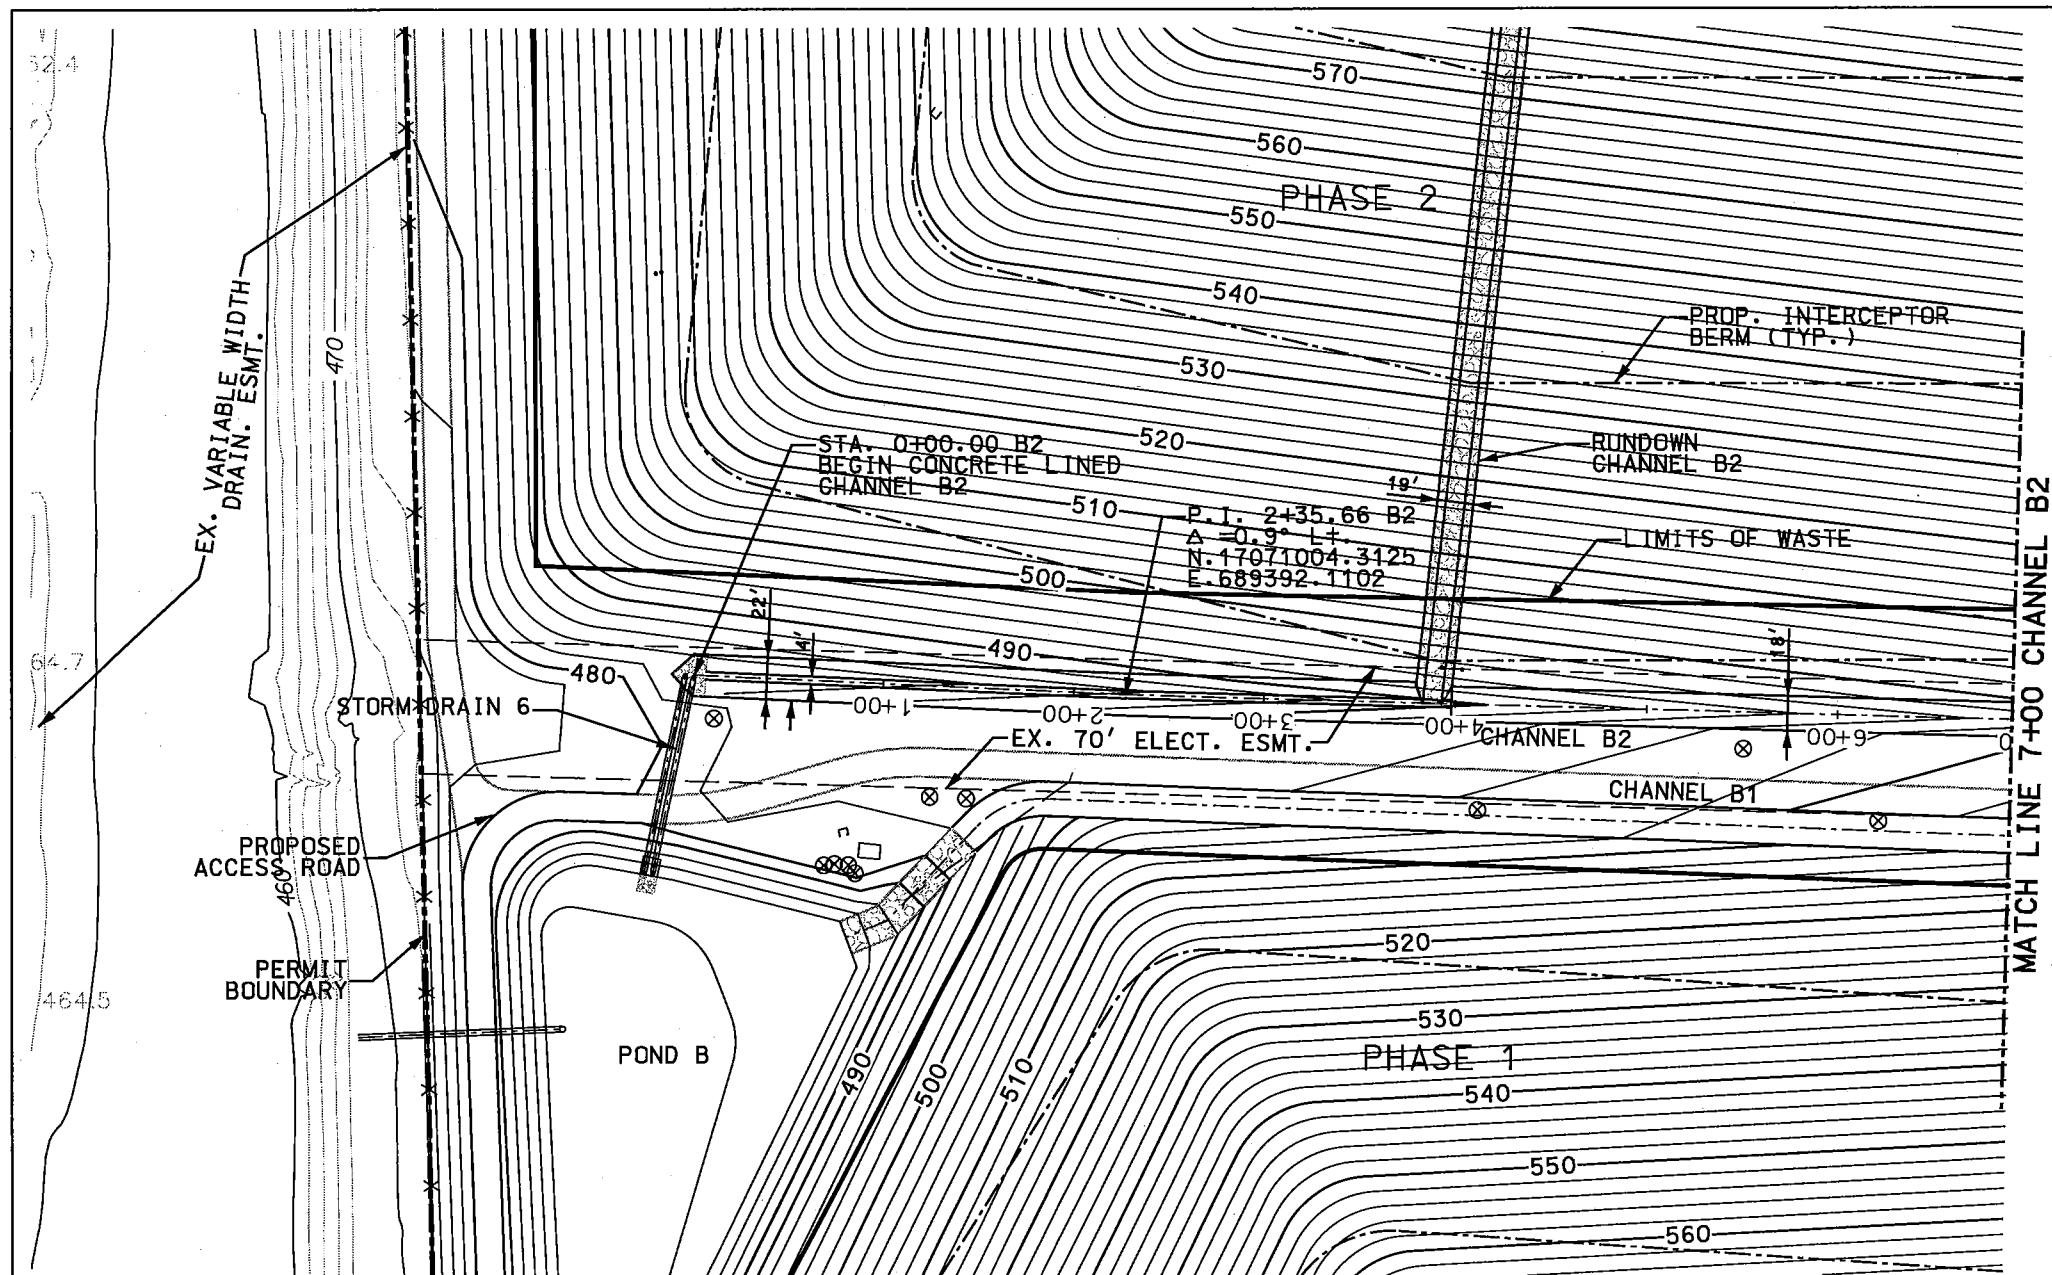 52.4
570
560
PHASE 2
550
540
EX. VARIABLE WIDTH
DRAIN. ESMT.
470
PROP. INTERCEPTOR
BERM (TYP.)
530
520
STA. 0+00.00 B2
BEGIN CONCRETE LINED
CHANNEL B2
RUNDOWN
CHANNEL B2
19'
510
P.I. 2+35.66 B2
Δ =0.9° Lt.
N.17071004.3125
E.689392.1102
LIMITS OF WASTE
500
22'
4'
490
18'
64.7
480
STORM DRAIN 6
1+00
2+00
3+00
4+00
6+00
EX. 70' ELECT. ESMT.
CHANNEL B2
CHANNEL B1
MATCH LINE 7+00 CHANNEL B2
PROPOSED
ACCESS ROAD
460
PERMIT
BOUNDARY
464.5
POND B
490
500
510
520
530
PHASE 1
540
550
560